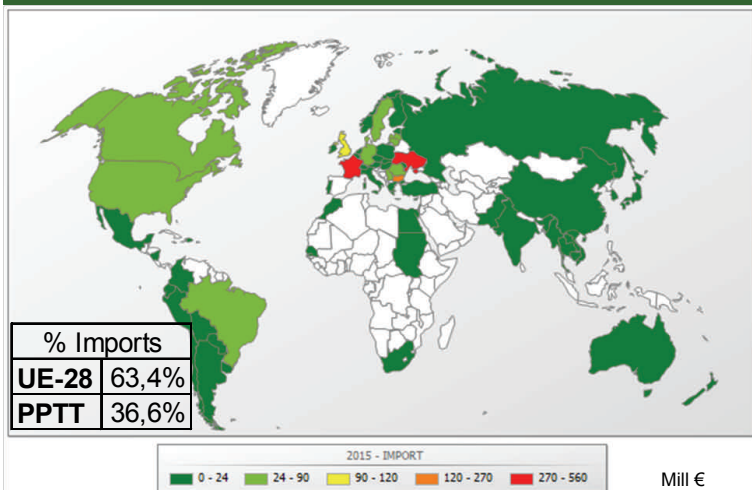 % Imports
UE-28 63,4%
PPTT 36,6%
2015 - IMPORT
0 - 24 24 - 90 90 - 120 120 - 270 270 - 560 Mill €